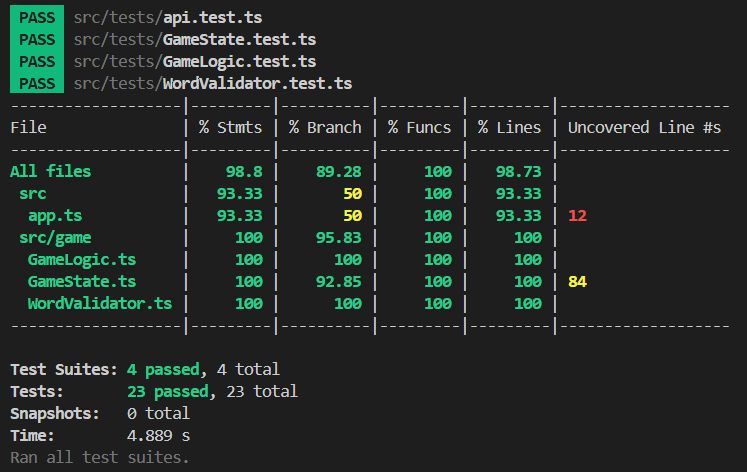 PASS src/tests/api.test.ts
PASS src/tests/GameState.test.ts
PASS src/tests/GameLogic.test.ts
PASS src/tests/WordValidator.test.ts
-------------------|---------|----------|---------|---------|-------------------
File               | % Stmts | % Branch | % Funcs | % Lines | Uncovered Line #s
-------------------|---------|----------|---------|---------|-------------------
All files          |    98.8 |    89.28 |     100 |   98.73 |
 src               |   93.33 |       50 |     100 |   93.33 |
  app.ts           |   93.33 |       50 |     100 |   93.33 | 12
 src/game          |     100 |    95.83 |     100 |     100 |
  GameLogic.ts     |     100 |      100 |     100 |     100 |
  GameState.ts     |     100 |    92.85 |     100 |     100 | 84
  WordValidator.ts |     100 |      100 |     100 |     100 |
-------------------|---------|----------|---------|---------|-------------------
Test Suites: 4 passed, 4 total
Tests:       23 passed, 23 total
Snapshots:   0 total
Time:        4.889 s
Ran all test suites.